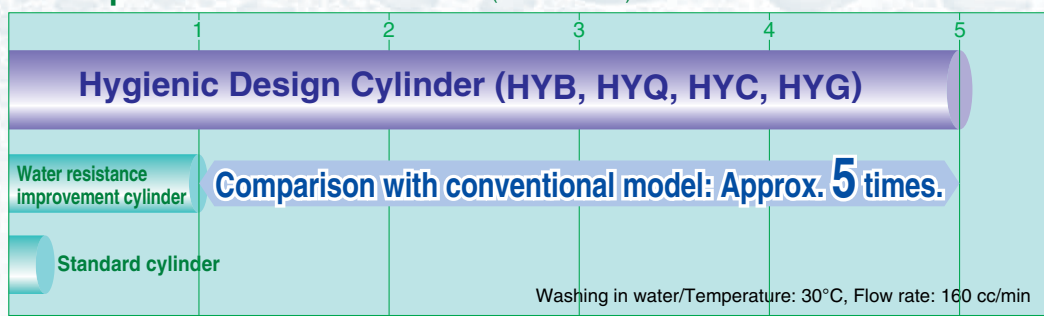 1 2 3 4 5
Hygienic Design Cylinder (HYB, HYQ, HYC, HYG)
Water resistance
improvement cylinder
Comparison with conventional model: Approx. 5 times.
Standard cylinder
Washing in water/Temperature: 30°C, Flow rate: 160 cc/min